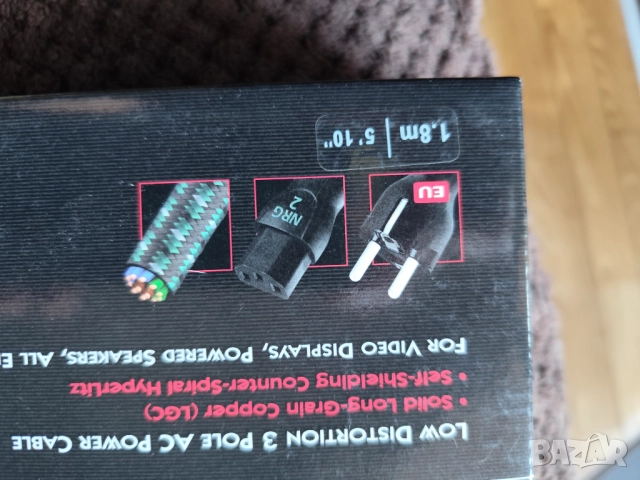 LOW DISTORTION 3 POLE AC POWER CABLE
• Solid Long-Grain Copper (LGC)
• Self-Shielding Counter-Spiral Hyperlitz
FOR VIDEO DISPLAYS, POWERED SPEAKERS, ALL
EU
NRG
2
1.8m | 5' 10"
BAZAR